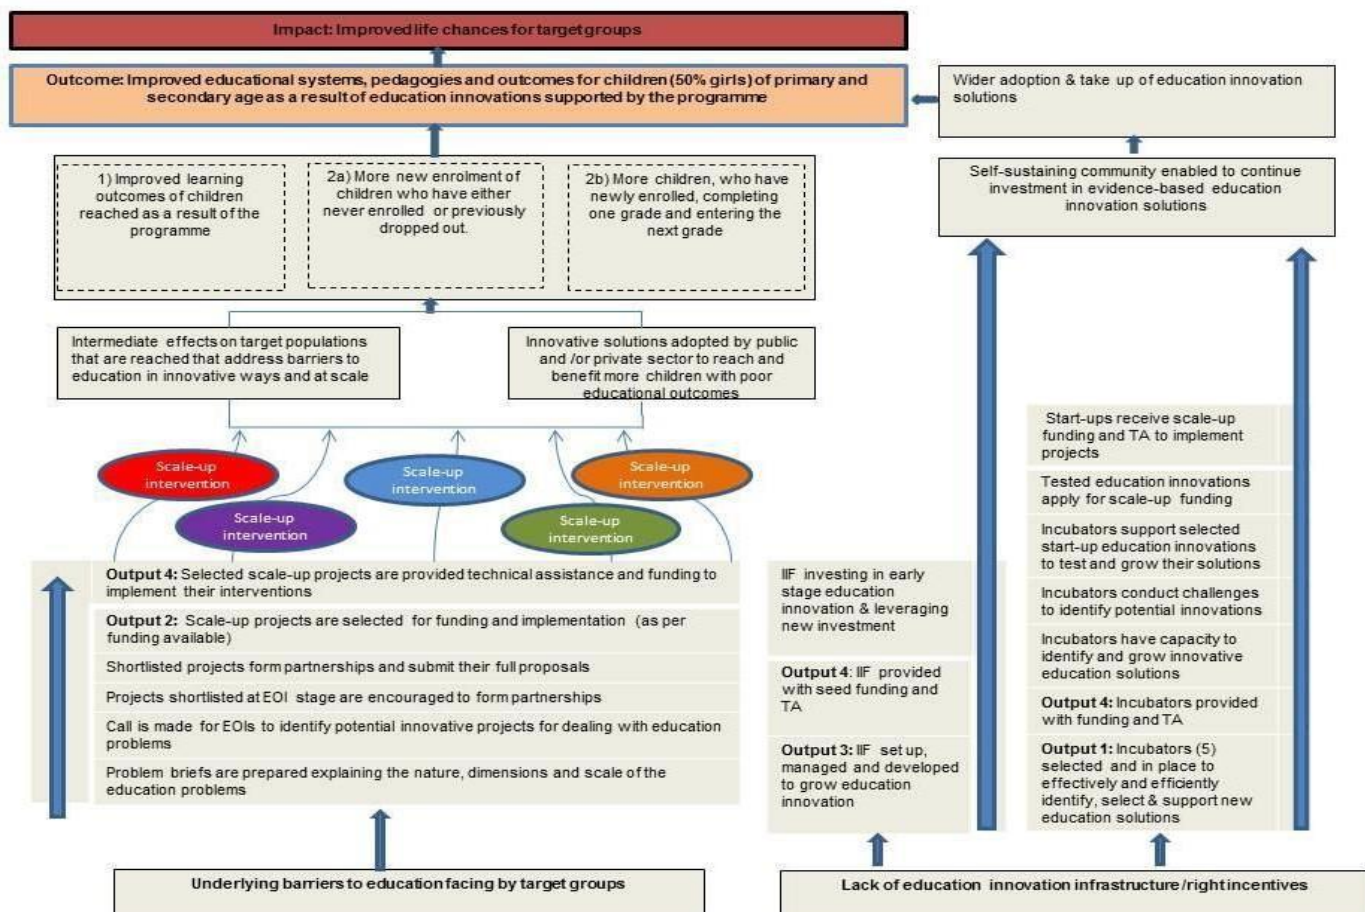 Impact: Improved life chances for target groups
Outcome: Improved educational systems, pedagogies and outcomes for children (50% girls) of primary and
secondary age as a result of education innovations supported by the programme
Wider adoption & take up of education innovation
solutions
Self-sustaining community enabled to continue
investment in evidence-based education
innovation solutions
1) Improved learning
outcomes of children
reached as a result of the
programme
2a) More new enrolment of
children who have either
never enrolled or previously
dropped out.
2b) More children, who have
newly enrolled, completing
one grade and entering the
next grade
Intermediate effects on target populations
that are reached that address barriers to
education in innovative ways and at scale
Innovative solutions adopted by public
and /or private sector to reach and
benefit more children with poor
educational outcomes
Scale-up
intervention
Scale-up
intervention
Scale-up
intervention
Scale-up
intervention
Scale-up
intervention
Output 4: Selected scale-up projects are provided technical assistance and funding to
implement their interventions
Output 2: Scale-up projects are selected for funding and implementation (as per
funding available)
Shortlisted projects form partnerships and submit their full proposals
Projects shortlisted at EOI stage are encouraged to form partnerships
Call is made for EOIs to identify potential innovative projects for dealing with education
problems
Problem briefs are prepared explaining the nature, dimensions and scale of the
education problems
IIF investing in early
stage education
innovation & leveraging
new investment
Output 4: IIF provided
with seed funding and
TA
Output 3: IIF set up,
managed and developed
to grow education
innovation
Start-ups receive scale-up
funding and TA to implement
projects
Tested education innovations
apply for scale-up funding
Incubators support selected
start-up education innovations
to test and grow their solutions
Incubators conduct challenges
to identify potential innovations
Incubators have capacity to
identify and grow innovative
education solutions
Output 4: Incubators provided
with funding and TA
Output 1: Incubators (5)
selected and in place to
effectively and efficiently
identify, select & support new
education solutions
Underlying barriers to education facing by target groups
Lack of education innovation infrastructure/right incentives